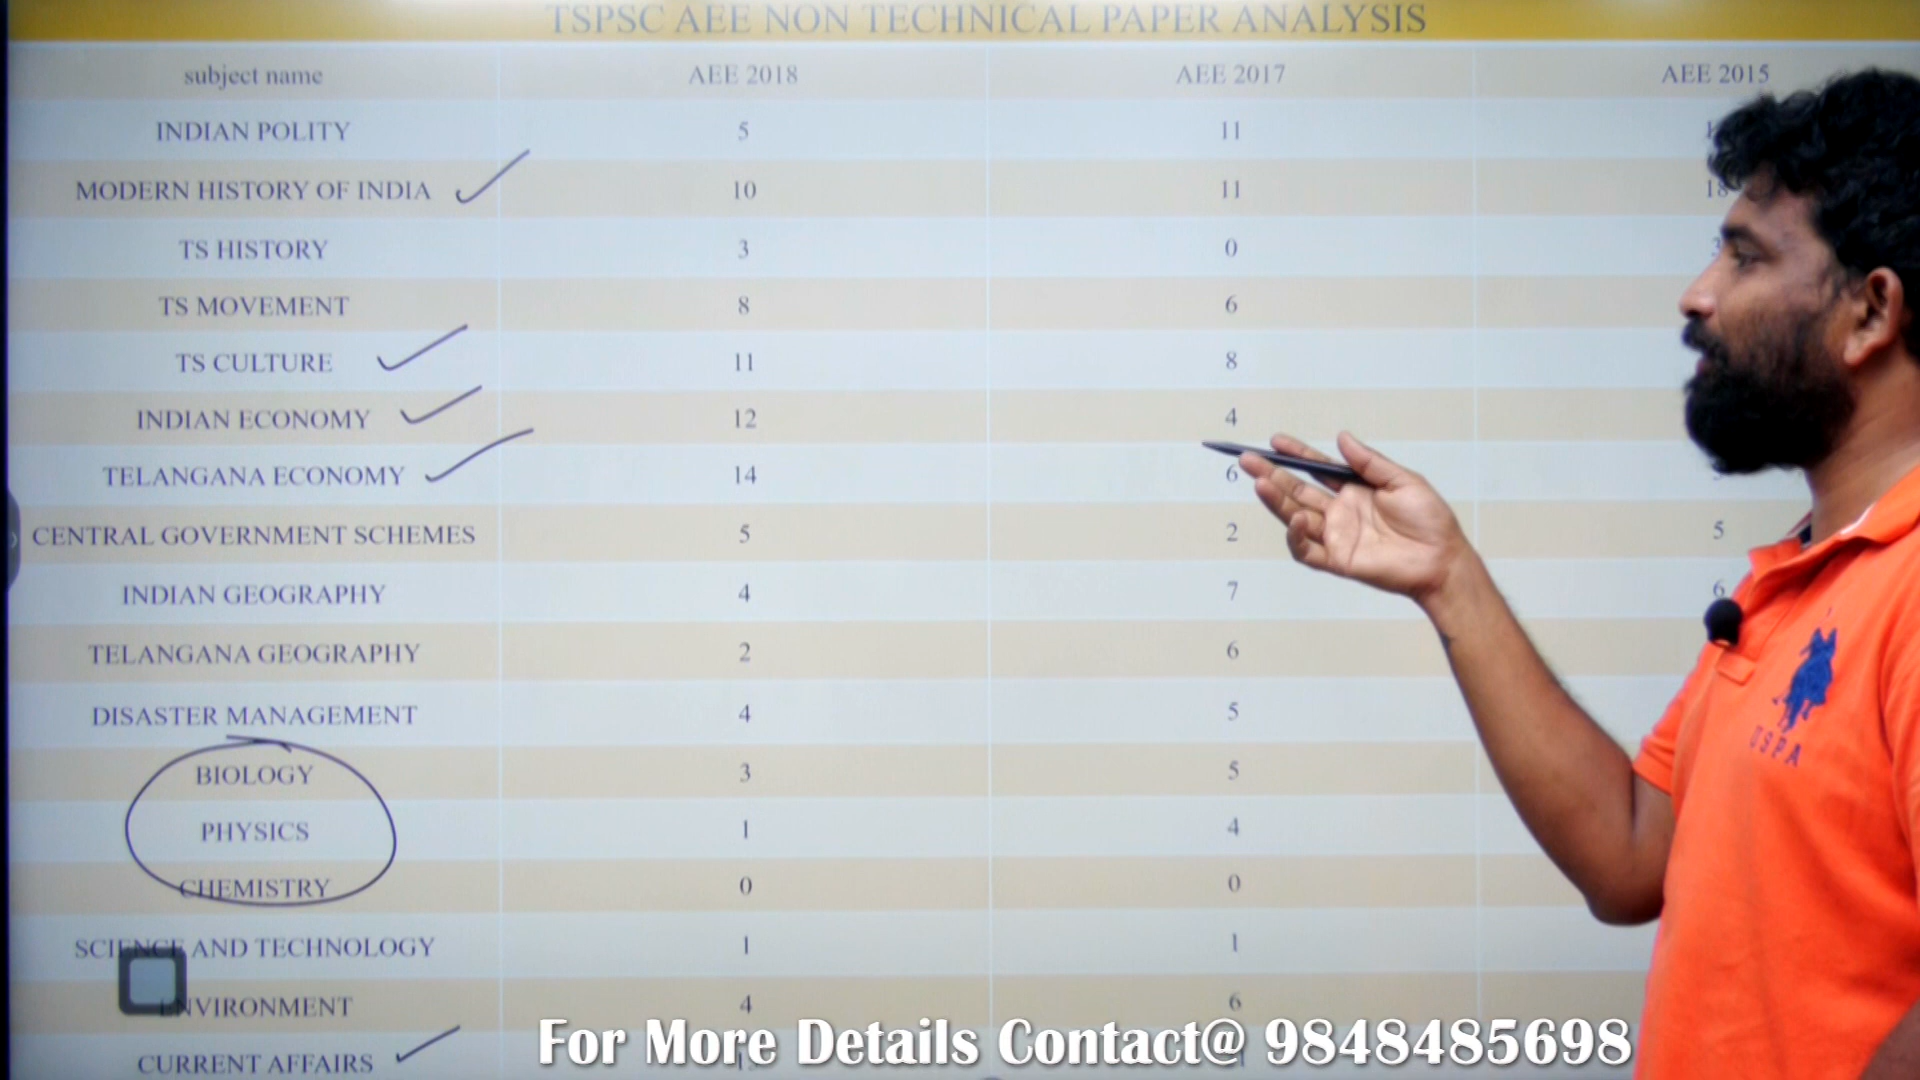 TSPSC AEE NON TECHNICAL PAPER ANALYSIS
subject name AEE 2018 AEE 2017 AEE 2015
INDIAN POLITY 5 11
MODERN HISTORY OF INDIA 10 11 18
TS HISTORY 3 0 3
TS MOVEMENT 8 6
TS CULTURE 11 8
INDIAN ECONOMY 12 4
TELANGANA ECONOMY 14 6
CENTRAL GOVERNMENT SCHEMES 5 2 5
INDIAN GEOGRAPHY 4 7 6
TELANGANA GEOGRAPHY 2 6
DISASTER MANAGEMENT 4 5
BIOLOGY 3 5
PHYSICS 1 4
CHEMISTRY 0 0
SCIENCE AND TECHNOLOGY 1 1
ENVIRONMENT 4 6
CURRENT AFFAIRS
USPA
For More Details Contact@ 9848485698